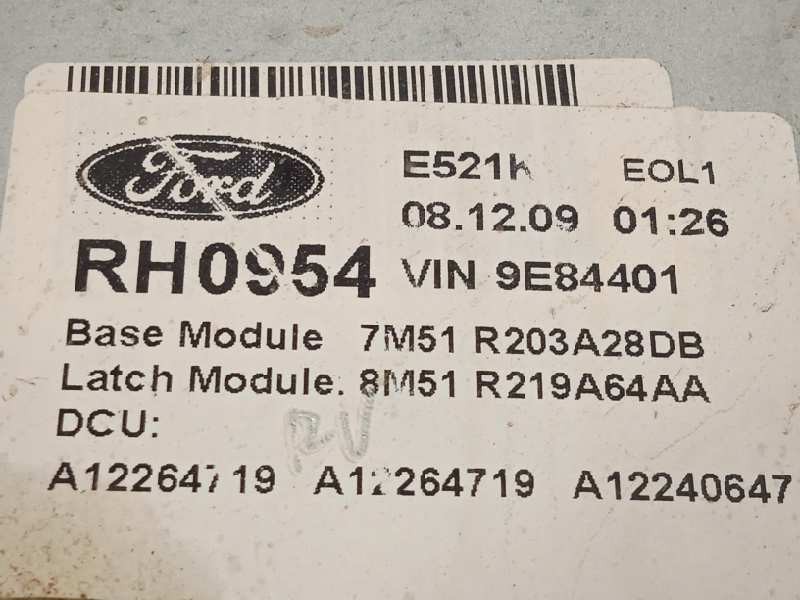 Ford
E521K EOL1
08.12.09 01:26
RH0954 VIN 9E84401
Base Module 7M51 R203A28DB
Latch Module. 8M51 R219A64AA
DCU:
RV
A12264719 A12264719 A12240647